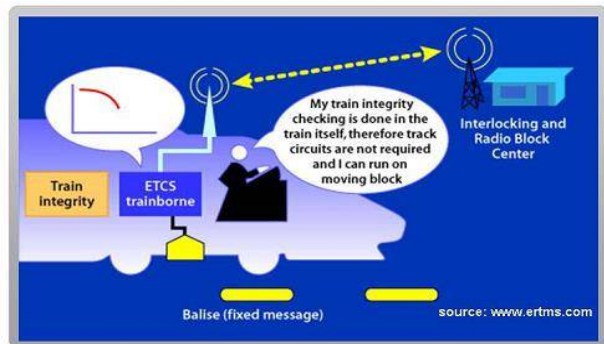 My train integrity
checking is done in the
train itself, therefore track
circuits are not required
and I can run on
moving block
Interlocking and
Radio Block
Center
Train
integrity
ETCS
trainborne
Balise (fixed message)
source: www.ertms.com